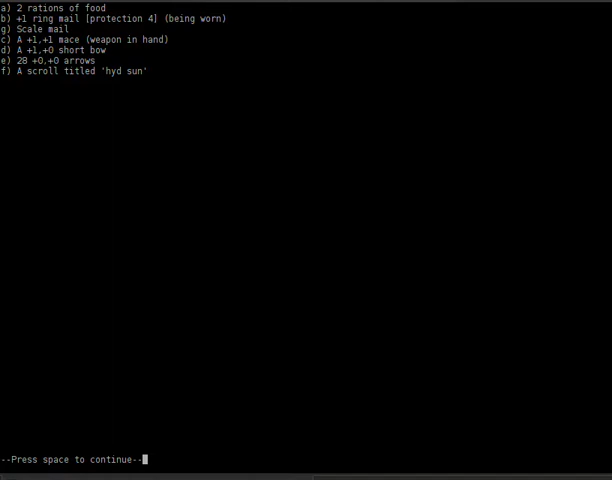 a) 2 rations of food
b) +1 ring mail [protection 4] (being worn)
g) Scale mail
c) A +1,+1 mace (weapon in hand)
d) A +1,+0 short bow
e) 28 +0,+0 arrows
f) A scroll titled 'hyd sun'
--Press space to continue--